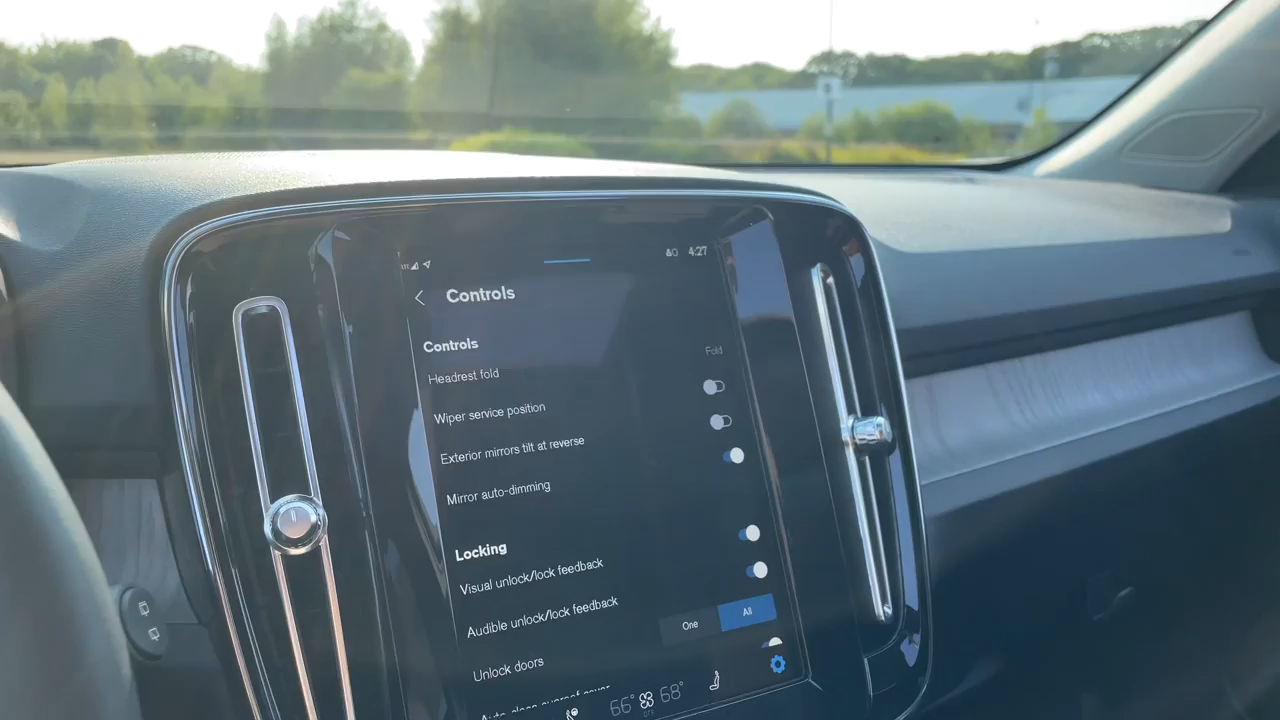 LTE 4:27
Controls
Controls
Headrest fold Fold
Wiper service position
Exterior mirrors tilt at reverse
Mirror auto-dimming
Locking
Visual unlock/lock feedback
Audible unlock/lock feedback
Unlock doors One All
66° 68°